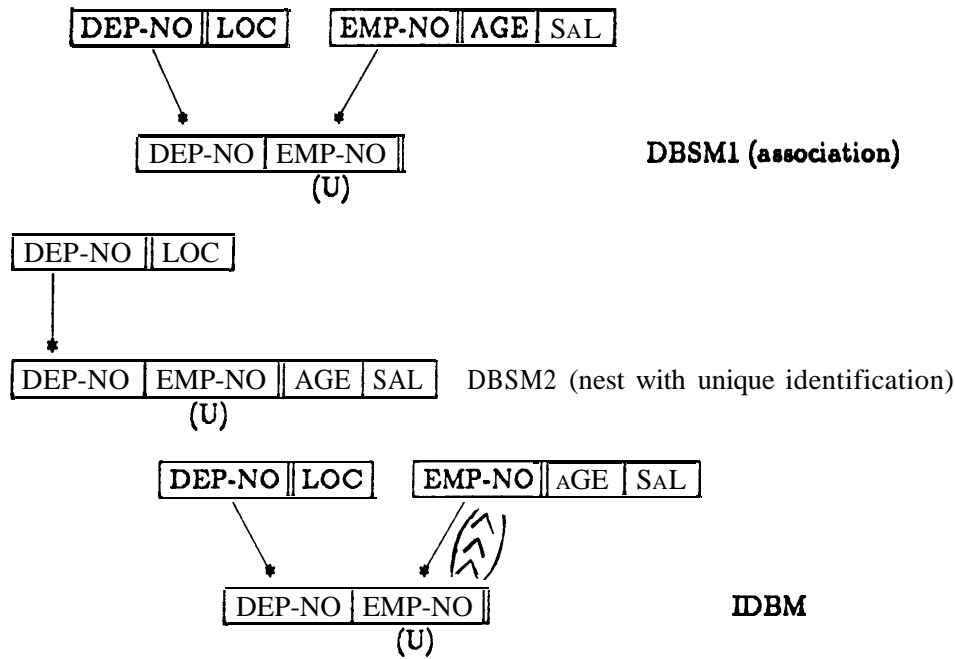 DEP-NO LOC EMP-NO AGE SAL
DEP-NO EMP-NO DBSM1 (association)
(U)
DEP-NO LOC
DEP-NO EMP-NO AGE SAL DBSM2 (nest with unique identification)
(U)
DEP-NO LOC EMP-NO AGE SAL
DEP-NO EMP-NO IDBM
(U)